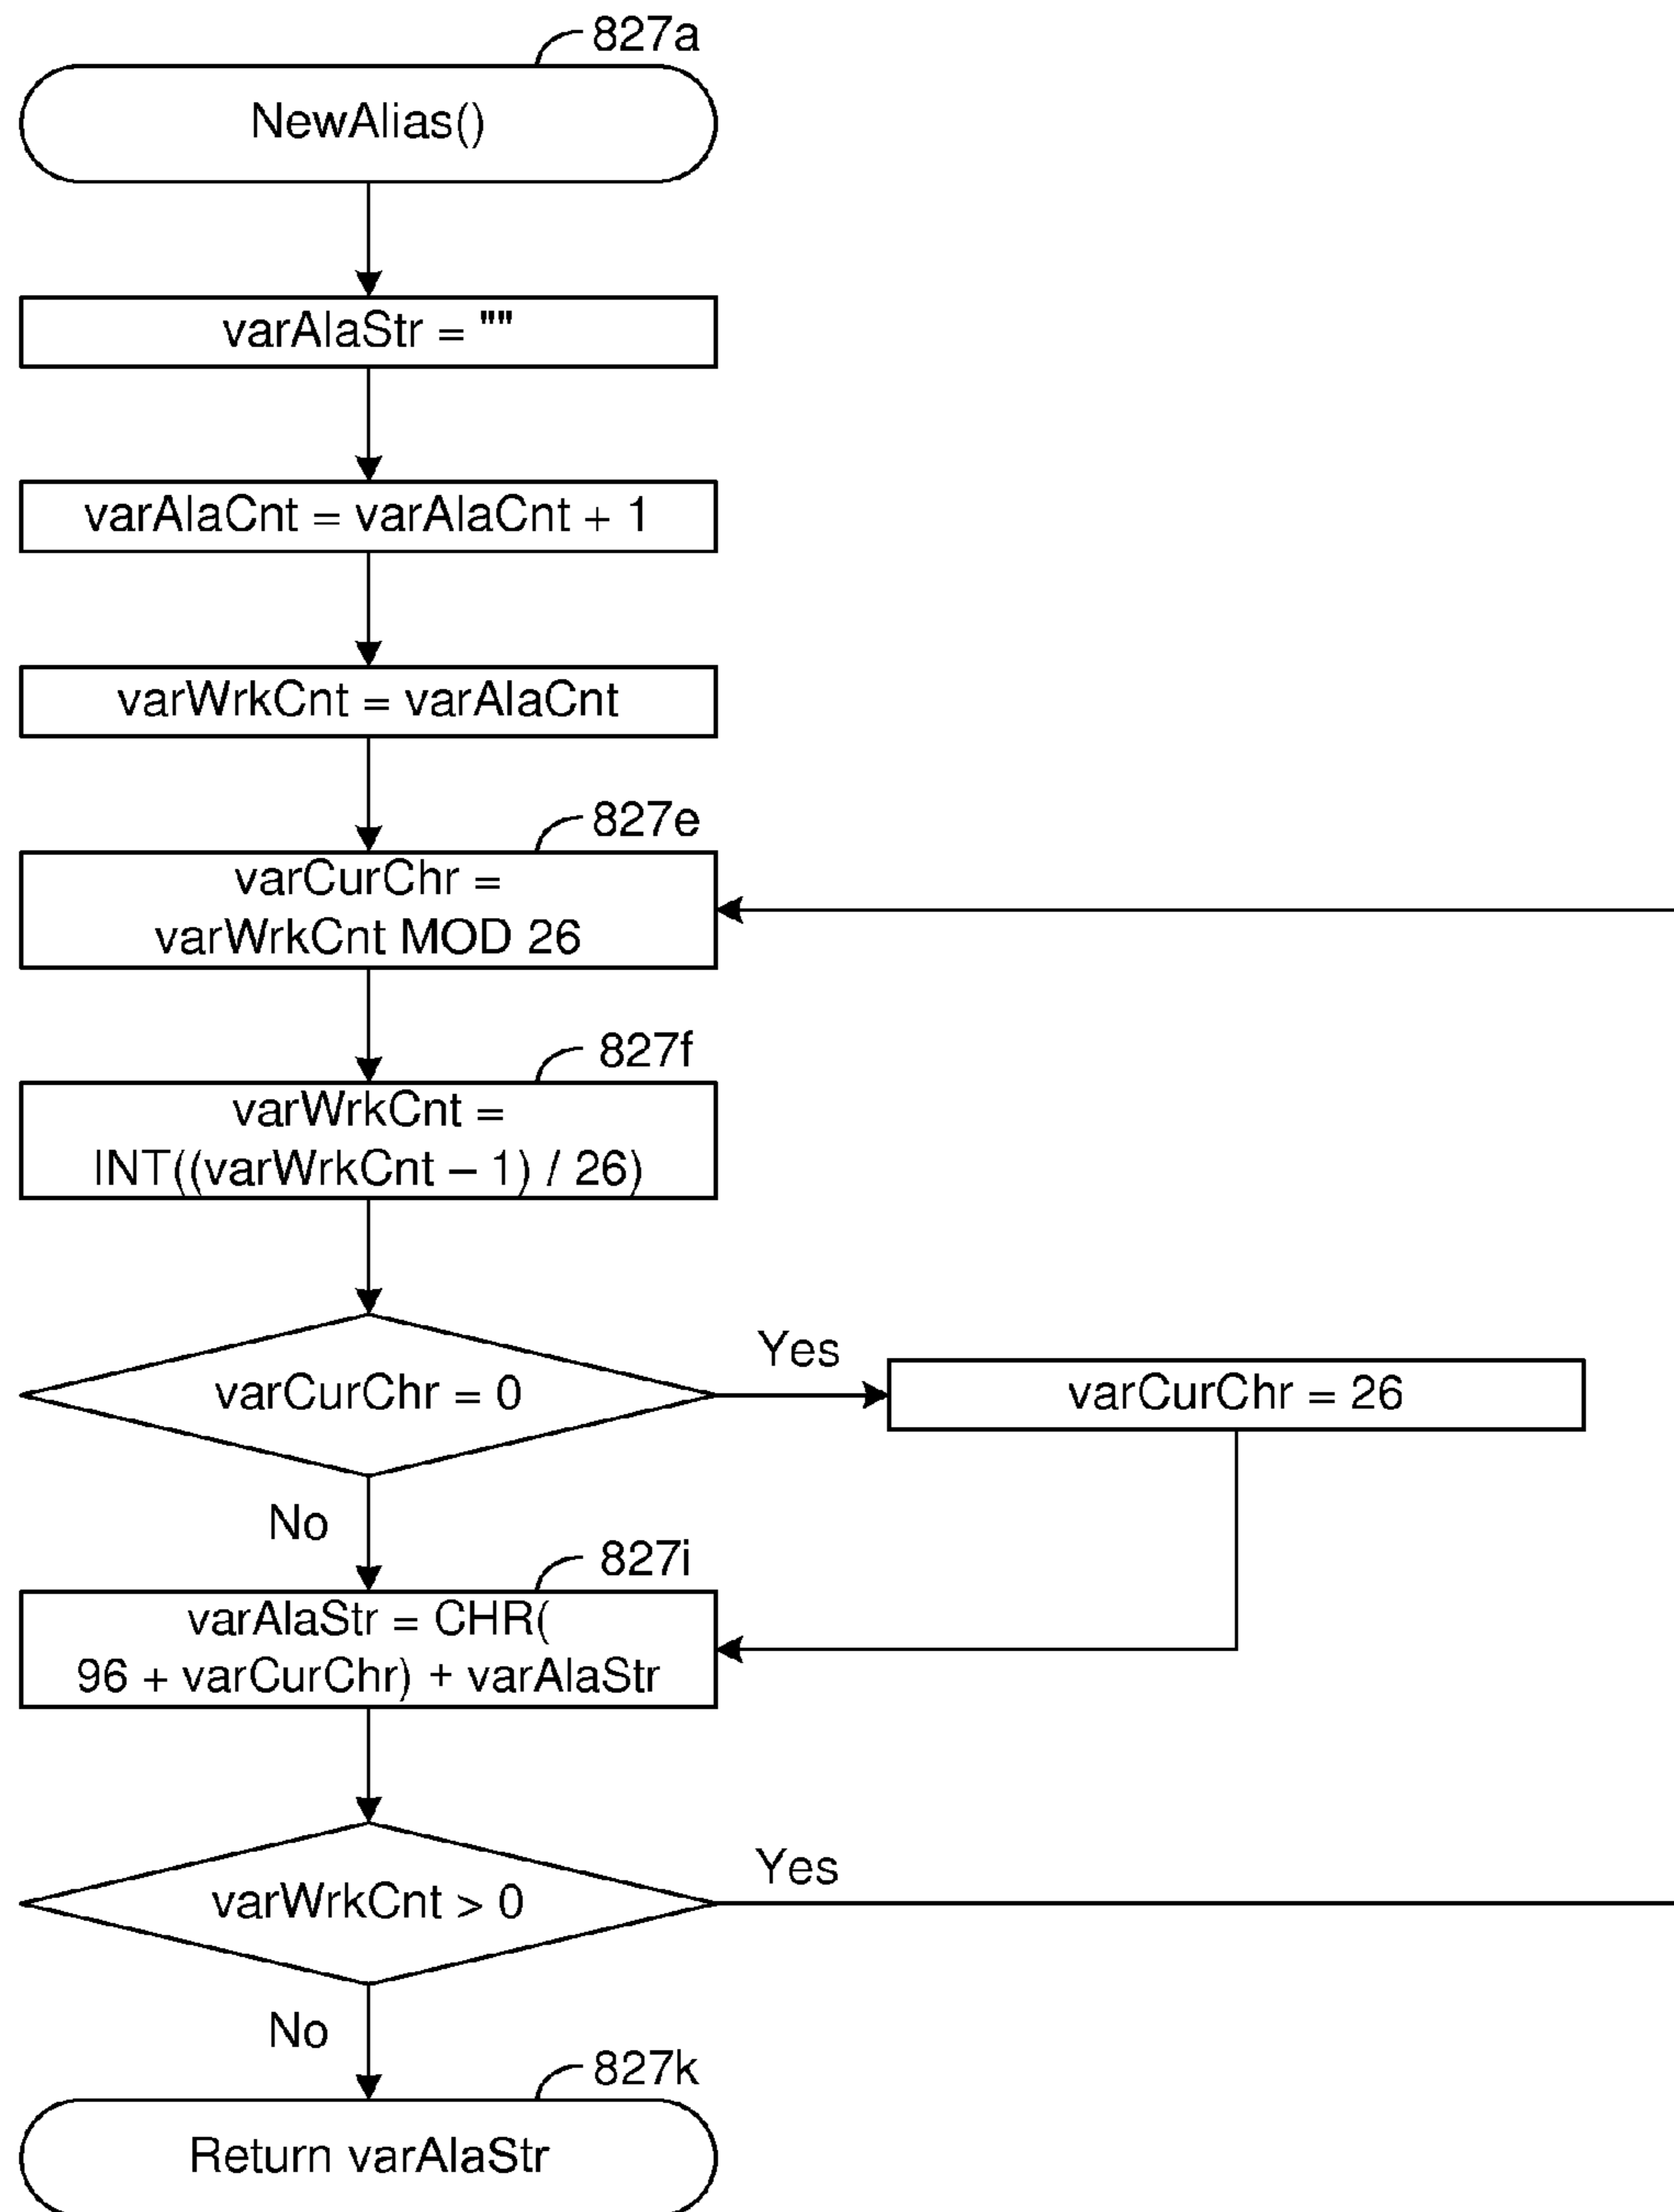 827a
NewAlias()
varAlaStr = ""
varAlaCnt = varAlaCnt + 1
varWrkCnt = varAlaCnt
827e
varCurChr =
varWrkCnt MOD 26
827f
varWrkCnt =
INT((varWrkCnt – 1) / 26)
varCurChr = 0
Yes
varCurChr = 26
No
827i
varAlaStr = CHR(
96 + varCurChr) + varAlaStr
varWrkCnt > 0
Yes
No
827k
Return varAlaStr